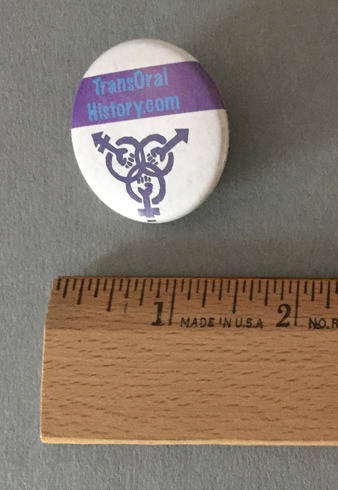 TransOral
History.com
1 MADE IN U.S.A 2 NO.R